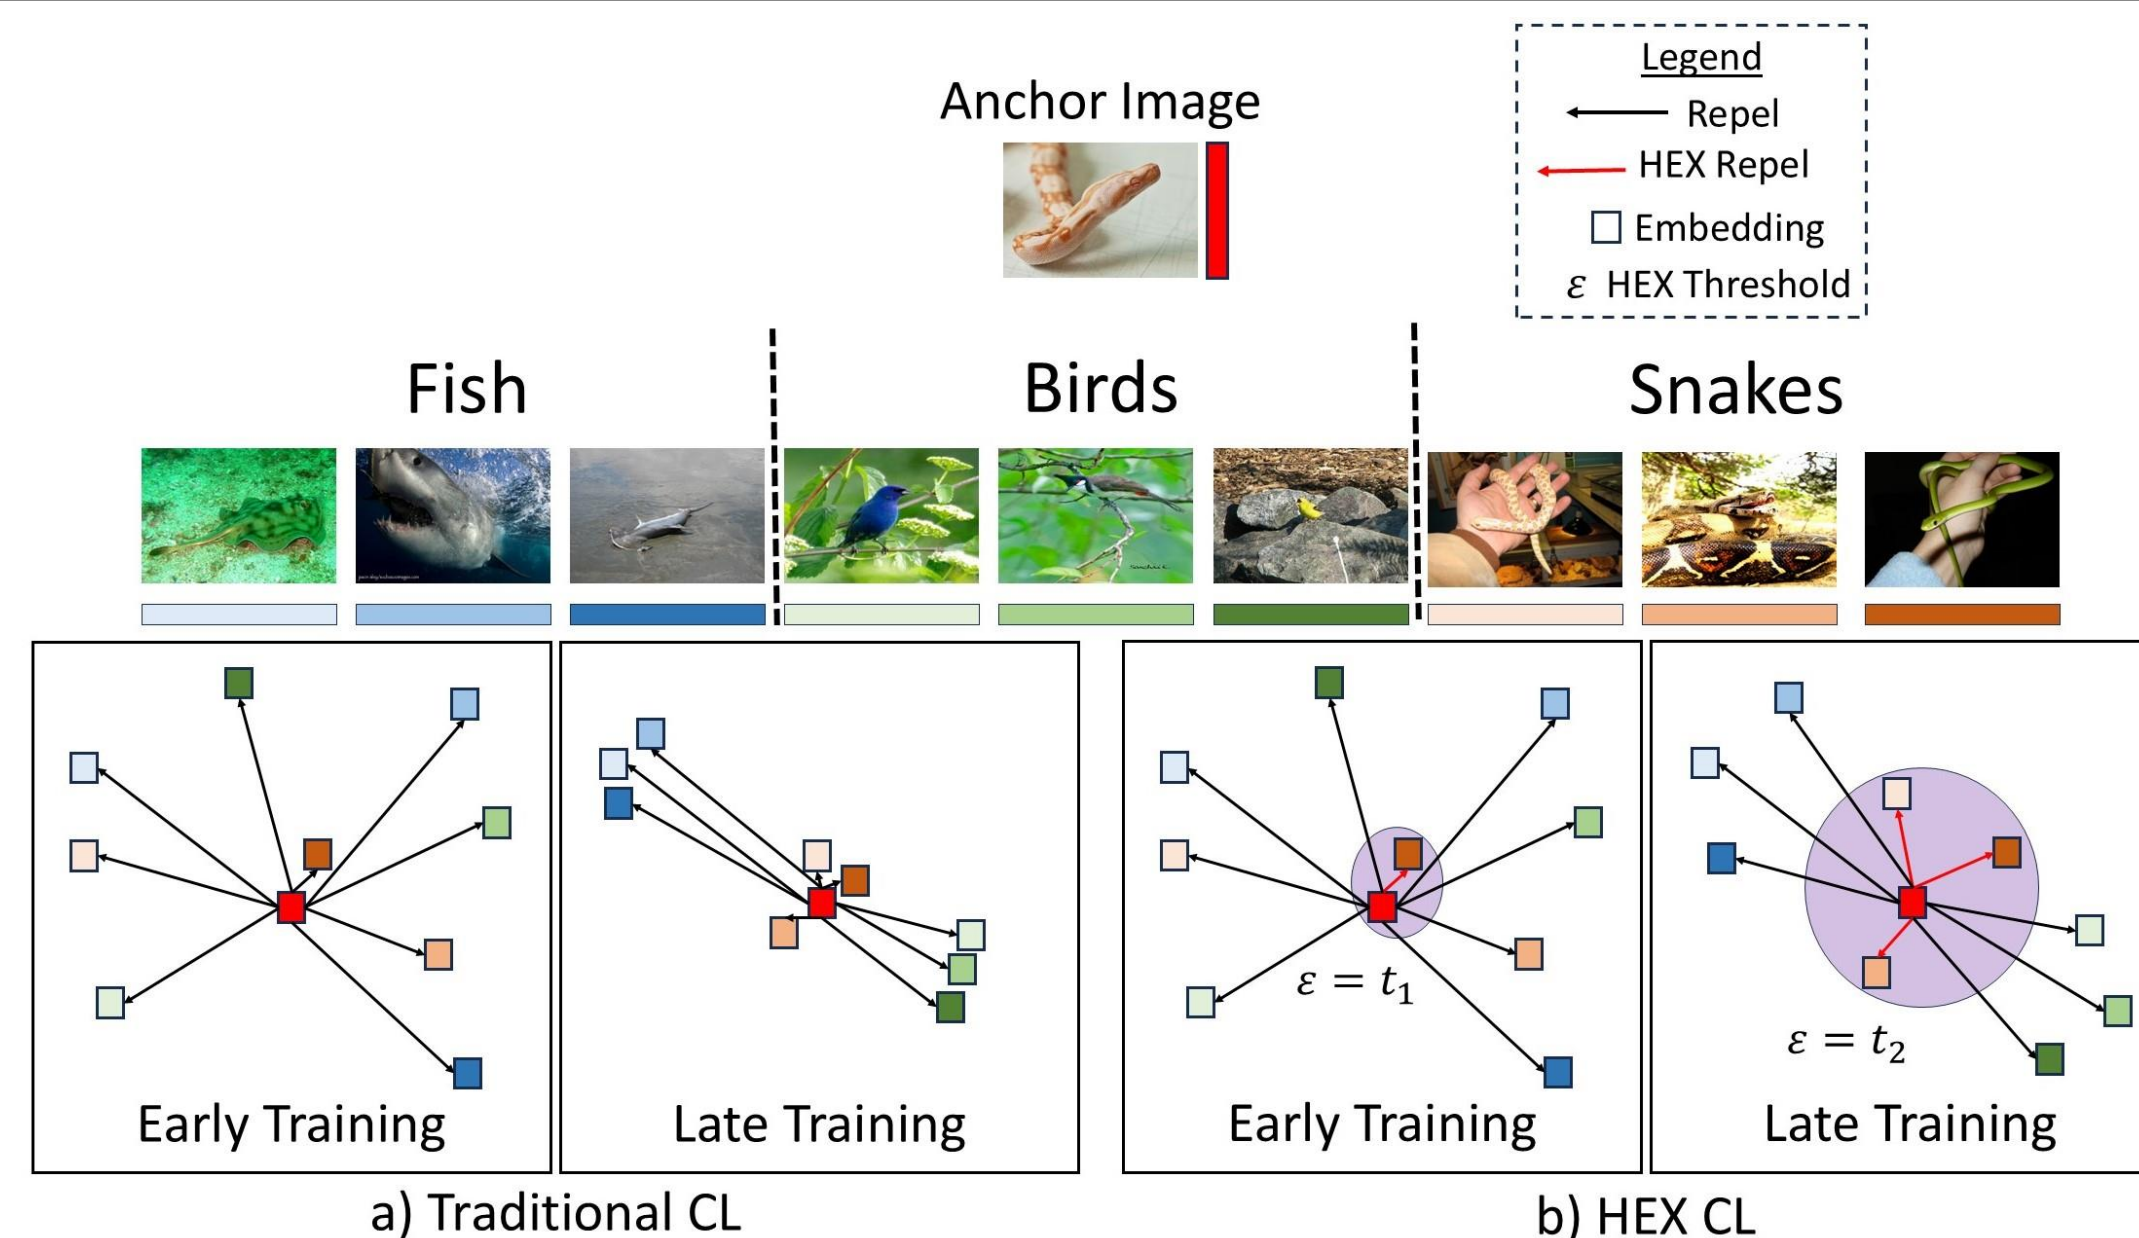 Legend
Repel
HEX Repel
Embedding
ε HEX Threshold
Anchor Image
Fish
Birds
Snakes
ε = t₁
ε = t₂
Early Training
Late Training
Early Training
Late Training
a) Traditional CL
b) HEX CL